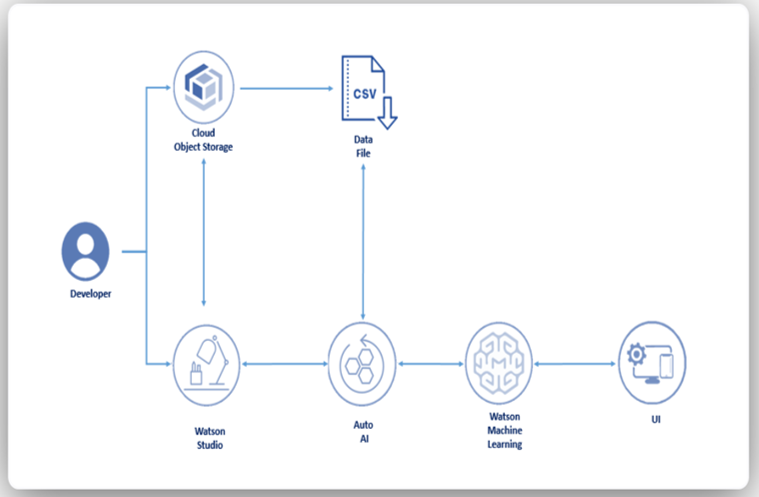 CSV
Cloud
Object Storage
Data
File
Developer
Watson
Studio
Auto
AI
Watson
Machine
Learning
UI